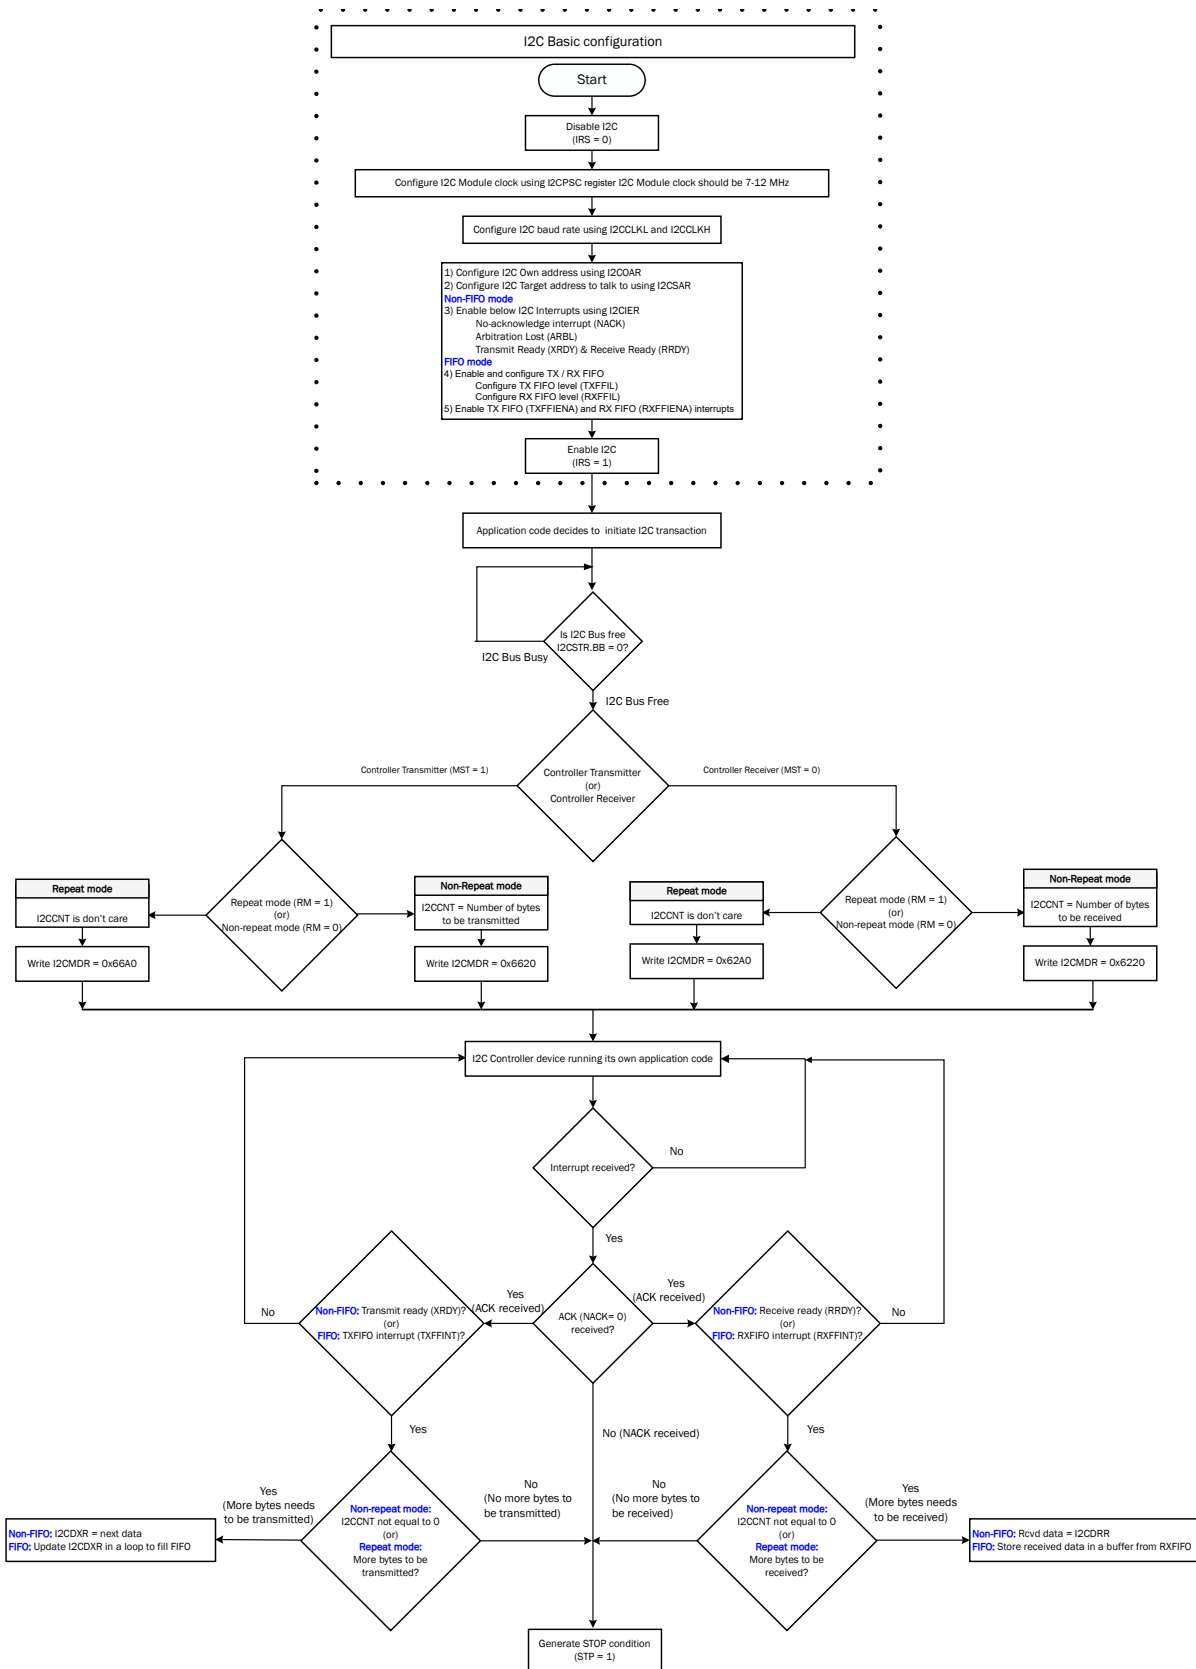 I2C Basic configuration
Start
Disable I2C
(IRS = 0)
Configure I2C Module clock using I2CPSC register I2C Module clock should be 7-12 MHz
Configure I2C baud rate using I2CCLKL and I2CCLKH
1) Configure I2C Own address using I2COAR
2) Configure I2C Target address to talk to using I2CSAR
Non-FIFO mode
3) Enable below I2C Interrupts using I2CIER
No-acknowledge interrupt (NACK)
Arbitration Lost (ARBL)
Transmit Ready (XRDY) & Receive Ready (RRDY)
FIFO mode
4) Enable and configure TX / RX FIFO
Configure TX FIFO level (TXFFIL)
Configure RX FIFO level (RXFFIL)
5) Enable TX FIFO (TXFFIENA) and RX FIFO (RXFFIENA) interrupts
Enable I2C
(IRS = 1)
Application code decides to initiate I2C transaction
Is I2C Bus free
I2CSTR.BB = 0?
I2C Bus Busy
I2C Bus Free
Controller Transmitter (MST = 1)
Controller Transmitter
(or)
Controller Receiver
Controller Receiver (MST = 0)
Repeat mode
I2CCNT is don't care
Write I2CMDR = 0x66A0
Repeat mode (RM = 1)
(or)
Non-repeat mode (RM = 0)
Non-Repeat mode
I2CCNT = Number of bytes
to be transmitted
Write I2CMDR = 0x6620
Repeat mode
I2CCNT is don't care
Write I2CMDR = 0x62A0
Repeat mode (RM = 1)
(or)
Non-repeat mode (RM = 0)
Non-Repeat mode
I2CCNT = Number of bytes
to be received
Write I2CMDR = 0x6220
I2C Controller device running its own application code
Interrupt received?
No
Yes
No
Non-FIFO: Transmit ready (XRDY)?
(or)
FIFO: TXFIFO interrupt (TXFFINT)?
Yes
(ACK received)
ACK (NACK= 0)
received?
Yes
(ACK received)
Non-FIFO: Receive ready (RRDY)?
(or)
FIFO: RXFIFO interrupt (RXFFINT)?
No
Yes
No (NACK received)
Yes
Yes
(More bytes needs
to be transmitted)
Non-FIFO: I2CDXR = next data
FIFO: Update I2CDXR in a loop to fill FIFO
Non-repeat mode:
I2CCNT not equal to 0
(or)
Repeat mode:
More bytes to be
transmitted?
No
(No more bytes to
be transmitted)
No
(No more bytes to
be received)
Non-repeat mode:
I2CCNT not equal to 0
(or)
Repeat mode:
More bytes to be
received?
Yes
(More bytes needs
to be received)
Non-FIFO: Rcvd data = I2CDRR
FIFO: Store received data in a buffer from RXFIFO
Generate STOP condition
(STP = 1)